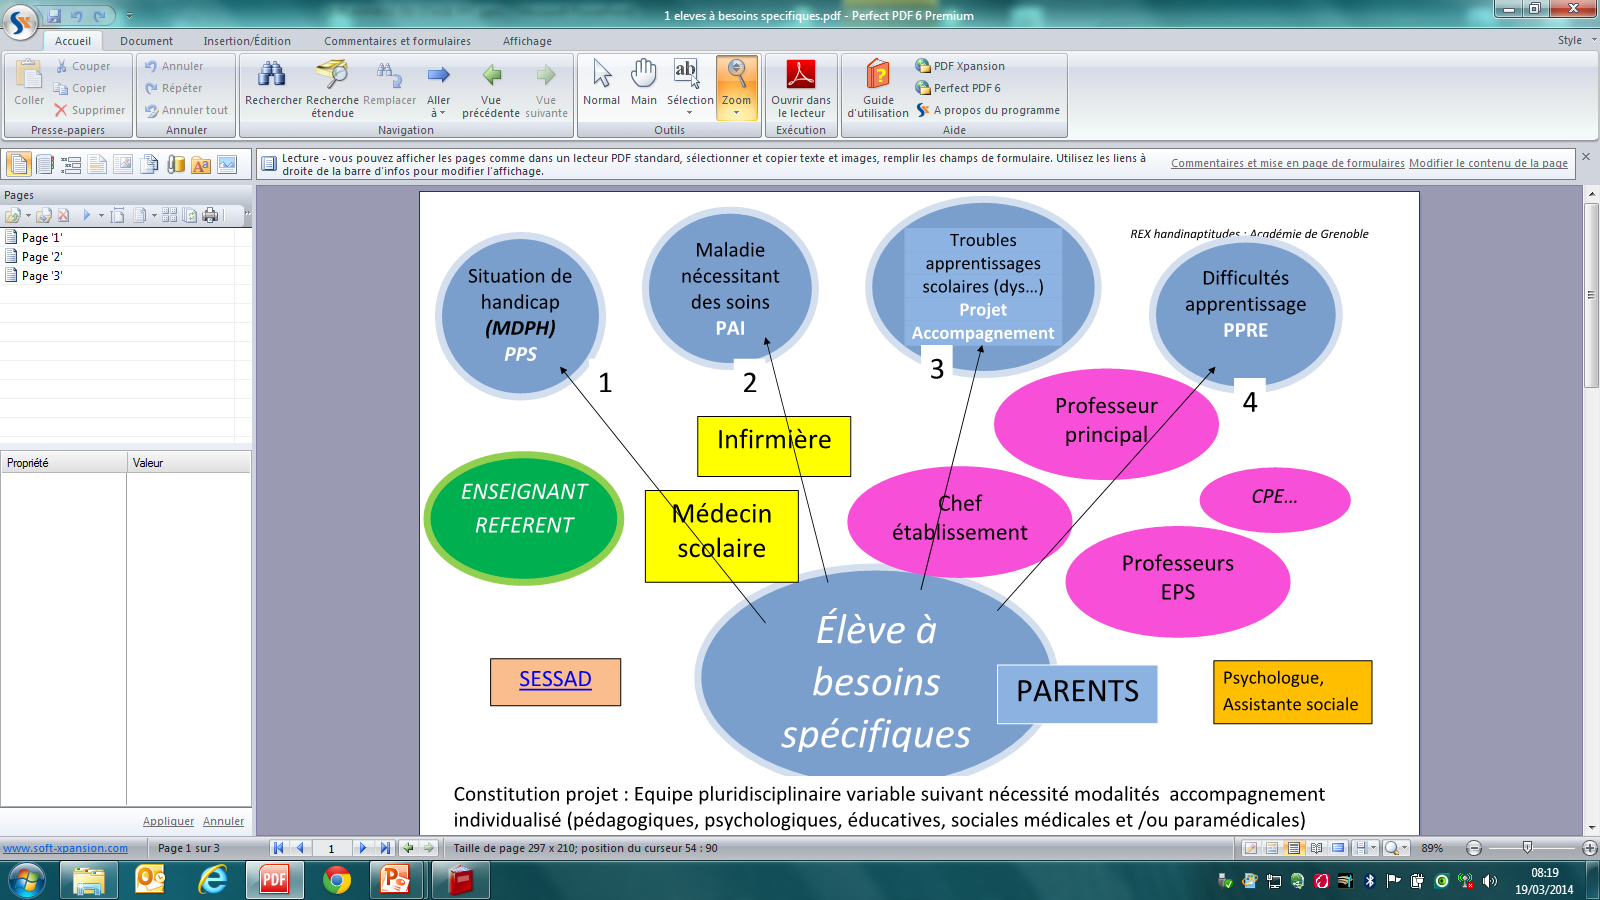 1 eleves à besoins specifiques.pdf - Perfect PDF 6 Premium
Accueil Document Insertion/Édition Commentaires et formulaires Affichage Style
Coller Couper Copier Supprimer
Presse-papiers
Annuler Répéter Annuler tout
Annuler
Rechercher Recherche étendue Remplacer Aller à Vue précédente Vue suivante
Navigation
Normal Main Sélection Zoom
Outils
Ouvrir dans le lecteur
Exécution
Guide d'utilisation PDF Xpansion Perfect PDF 6 A propos du programme
Aide
Lecture - vous pouvez afficher les pages comme dans un lecteur PDF standard, sélectionner et copier texte et images, remplir les champs de formulaire. Utilisez les liens à
droite de la barre d'infos pour modifier l'affichage.
Commentaires et mise en page de formulaires Modifier le contenu de la page
Pages
Page '1'
Page '2'
Page '3'
Propriété Valeur
Appliquer Annuler
REX handinaptitudes : Académie de Grenoble
Situation de
handicap
(MDPH)
PPS
1
Maladie
nécessitant
des soins
PAI
2
Troubles
apprentissages
scolaires (dys...)
Projet
Accompagnement
3
Difficultés
apprentissage
PPRE
4
Professeur
principal
Infirmière
ENSEIGNANT
REFERENT
Médecin
scolaire
Chef
établissement
CPE...
Professeurs
EPS
Élève à
besoins
spécifiques
SESSAD
PARENTS
Psychologue,
Assistante sociale
Constitution projet : Equipe pluridisciplinaire variable suivant nécessité modalités accompagnement
individualisé (pédagogiques, psychologiques, éducatives, sociales médicales et /ou paramédicales)
www.soft-xpansion.com Page 1 sur 3 1 Taille de page 297 x 210; position du curseur 54 : 90 89%
08:19
19/03/2014